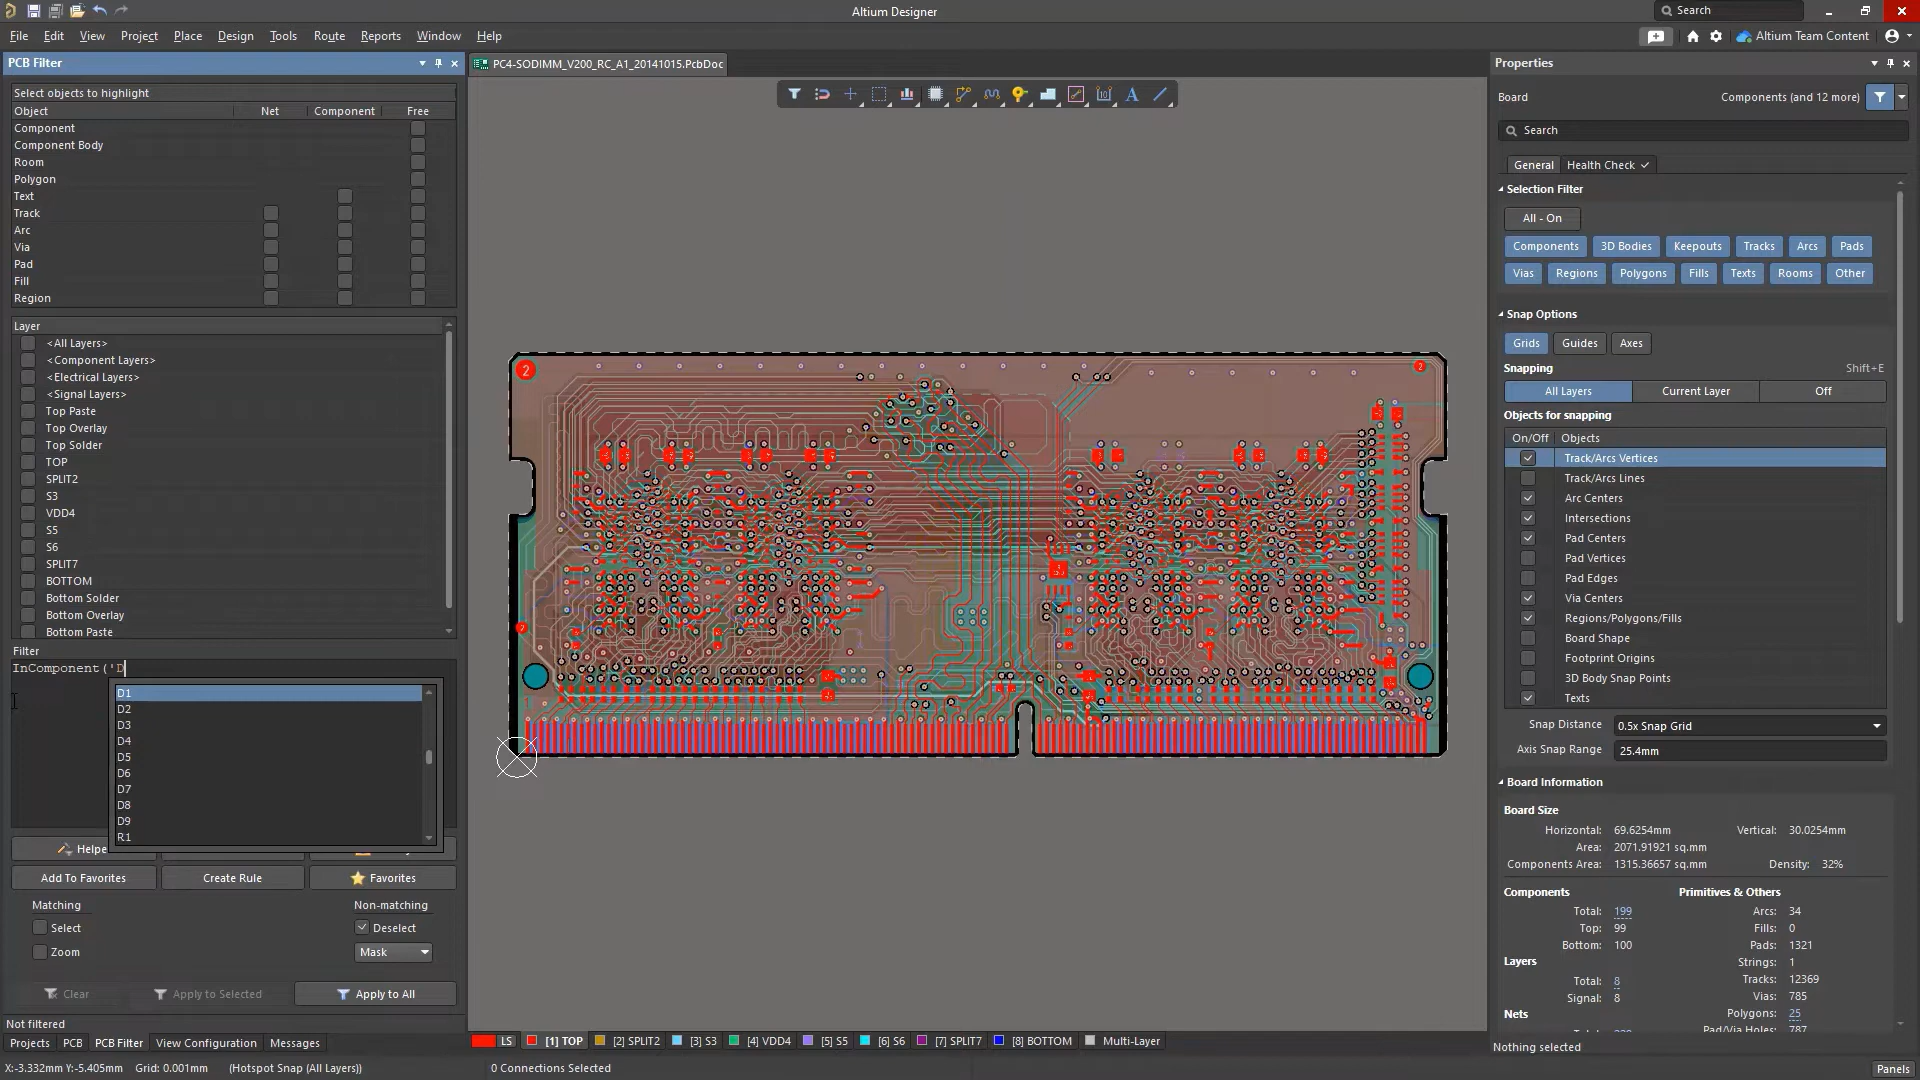 Altium Designer
Search
File Edit View Project Place Design Tools Route Reports Window Help
Altium Team Content
PCB Filter
Select objects to highlight
Object Net Component Free
Component
Component Body
Room
Polygon
Text
Track
Arc
Via
Pad
Fill
Region
Layer
<All Layers>
<Component Layers>
<Electrical Layers>
<Signal Layers>
Top Paste
Top Overlay
Top Solder
TOP
SPLIT2
S3
VDD4
S5
S6
SPLIT7
BOTTOM
Bottom Solder
Bottom Overlay
Bottom Paste
Filter
InComponent('D
D1
D2
D3
D4
D5
D6
D7
D8
D9
R1
Helpe
Add To Favorites Create Rule Favorites
Matching Non-matching
Select Deselect
Zoom Mask
Clear Apply to Selected Apply to All
Not filtered
Projects PCB PCB Filter View Configuration Messages
X:-3.332mm Y:-5.405mm Grid: 0.001mm (Hotspot Snap (All Layers)) 0 Connections Selected
PC4-SODIMM_V200_RC_A1_20141015.PcbDoc
2 2
2
LS [1] TOP [2] SPLIT2 [3] S3 [4] VDD4 [5] S5 [6] S6 [7] SPLIT7 [8] BOTTOM Multi-Layer
Properties
Board Components (and 12 more)
Search
General Health Check
Selection Filter
All - On
Components 3D Bodies Keepouts Tracks Arcs Pads
Vias Regions Polygons Fills Texts Rooms Other
Snap Options
Grids Guides Axes
Snapping Shift+E
All Layers Current Layer Off
Objects for snapping
On/Off Objects
Track/Arcs Vertices
Track/Arcs Lines
Arc Centers
Intersections
Pad Centers
Pad Vertices
Pad Edges
Via Centers
Regions/Polygons/Fills
Board Shape
Footprint Origins
3D Body Snap Points
Texts
Snap Distance 0.5x Snap Grid
Axis Snap Range 25.4mm
Board Information
Board Size
Horizontal: 69.6254mm Vertical: 30.0254mm
Area: 2071.91921 sq.mm
Components Area: 1315.36657 sq.mm Density: 32%
Components Primitives & Others
Total: 199 Arcs: 34
Top: 99 Fills: 0
Bottom: 100 Pads: 1321
Layers Strings: 1
Total: 8 Tracks: 12369
Signal: 8 Vias: 785
Nets Polygons: 25
Pad/Via Holes: 787
Nothing selected
Panels